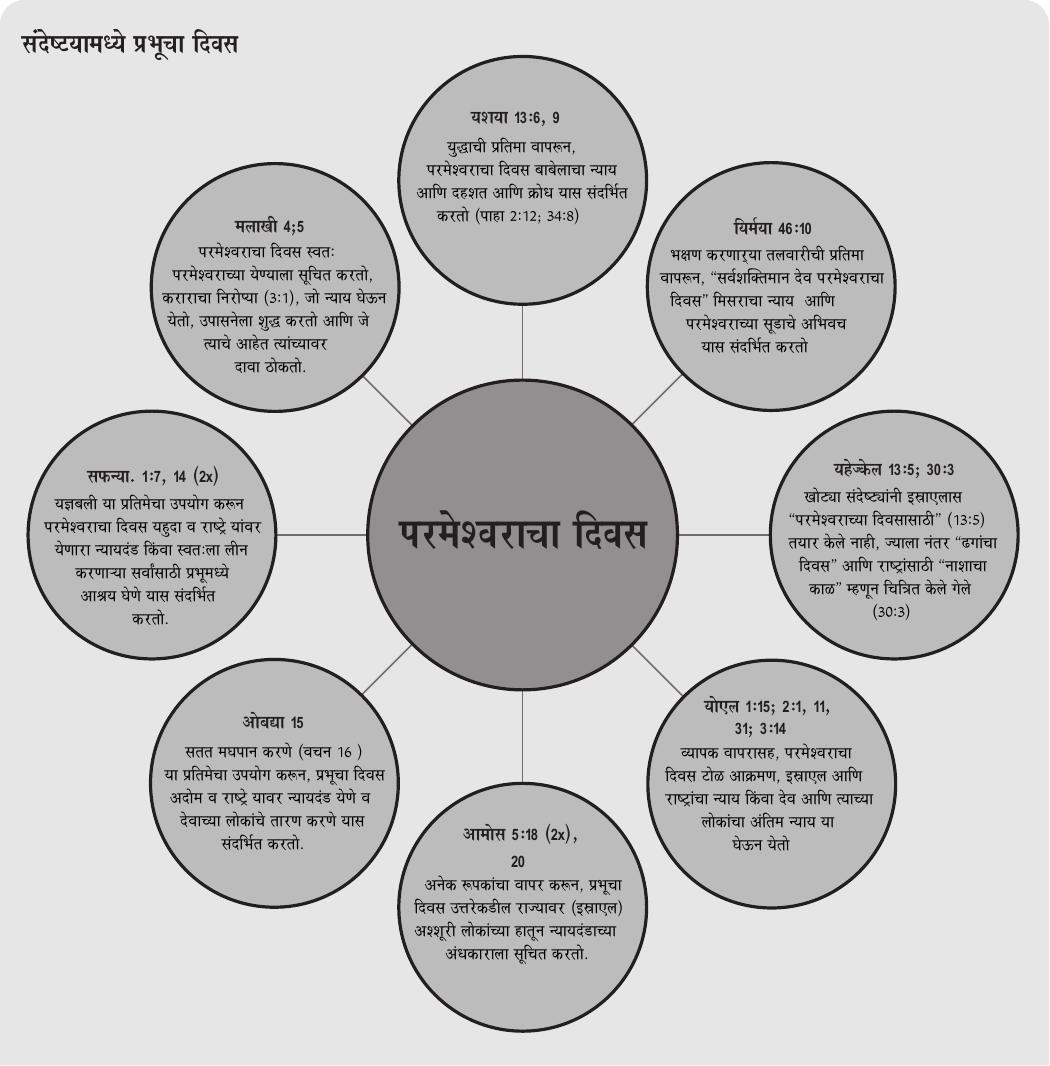 संदेष्टयामध्ये प्रभूचा दिवस
यशया 13:6, 9
युद्धाची प्रतिमा वापरून,
परमेश्वराचा दिवस बाबेलाचा न्याय
आणि दहशत आणि क्रोध यास संदर्भित
करतो (पाहा 2:12; 34:8)
यिर्मया 46:10
भक्षण करणाऱ्या तलवारीची प्रतिमा
वापरून, “सर्वशक्तिमान देव परमेश्वराचा
दिवस” मिसराचा न्याय आणि
परमेश्वराच्या सूडाचे अभिवच
यास संदर्भित करतो
यहेज्केल 13:5; 30:3
खोट्या संदेष्ट्यांनी इस्राएलास
“परमेश्वराच्या दिवसासाठी” (13:5)
तयार केले नाही, ज्याला नंतर “ढगांचा
दिवस” आणि राष्ट्रांसाठी “नाशाचा
काळ” म्हणून चित्रित केले गेले
(30:3)
योएल 1:15; 2:1, 11,
31; 3:14
व्यापक वापरासह, परमेश्वराचा
दिवस टोळ आक्रमण, इस्राएल आणि
राष्ट्रांचा न्याय किंवा देव आणि त्याच्या
लोकांचा अंतिम न्याय या
घेऊन येतो
आमोस 5:18 (2x),
20
अनेक रूपकांचा वापर करून, प्रभूचा
दिवस उत्तरेकडील राज्यावर (इस्राएल)
अश्शूरी लोकांच्या हातून न्यायदंडाच्या
अंधकाराला सूचित करतो.
ओबद्या 15
सतत मघपान करणे (वचन 16 )
या प्रतिमेचा उपयोग करून, प्रभूचा दिवस
अदोम व राष्ट्रे यावर न्यायदंड येणे व
देवाच्या लोकांचे तारण करणे यास
संदर्भित करतो.
सफन्या. 1:7, 14 (2x)
यज्ञबली या प्रतिमेचा उपयोग करून
परमेश्वराचा दिवस यहुदा व राष्ट्रे यांवर
येणारा न्यायदंड किंवा स्वतःला लीन
करणाऱ्या सर्वांसाठी प्रभूमध्ये
आश्रय घेणे यास संदर्भित
करतो.
मलाखी 4;5
परमेश्वराचा दिवस स्वतः
परमेश्वराच्या येण्याला सूचित करतो,
कराराचा निरोप्या (3:1), जो न्याय घेऊन
येतो, उपासनेला शुद्ध करतो आणि जे
त्याचे आहेत त्यांच्यावर
दावा ठोकतो.
परमेश्वराचा दिवस